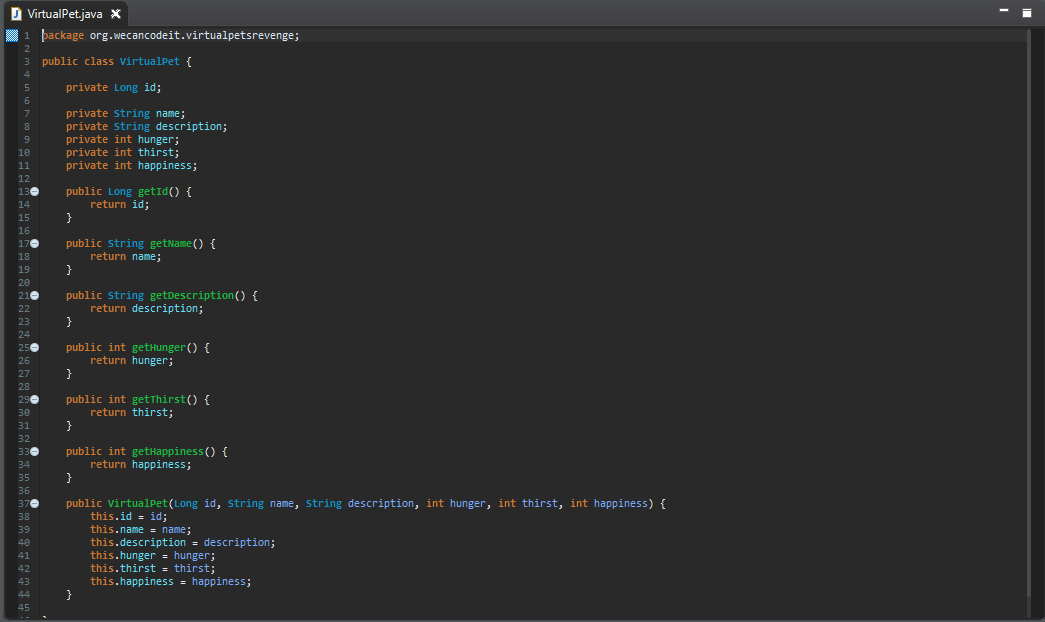 VirtualPet.java
1 package org.wecancodeit.virtualpetsrevenge;
2
3 public class VirtualPet {
4
5     private Long id;
6
7     private String name;
8     private String description;
9     private int hunger;
10     private int thirst;
11     private int happiness;
12
13     public Long getId() {
14         return id;
15     }
16
17     public String getName() {
18         return name;
19     }
20
21     public String getDescription() {
22         return description;
23     }
24
25     public int getHunger() {
26         return hunger;
27     }
28
29     public int getThirst() {
30         return thirst;
31     }
32
33     public int getHappiness() {
34         return happiness;
35     }
36
37     public VirtualPet(Long id, String name, String description, int hunger, int thirst, int happiness) {
38         this.id = id;
39         this.name = name;
40         this.description = description;
41         this.hunger = hunger;
42         this.thirst = thirst;
43         this.happiness = happiness;
44     }
45